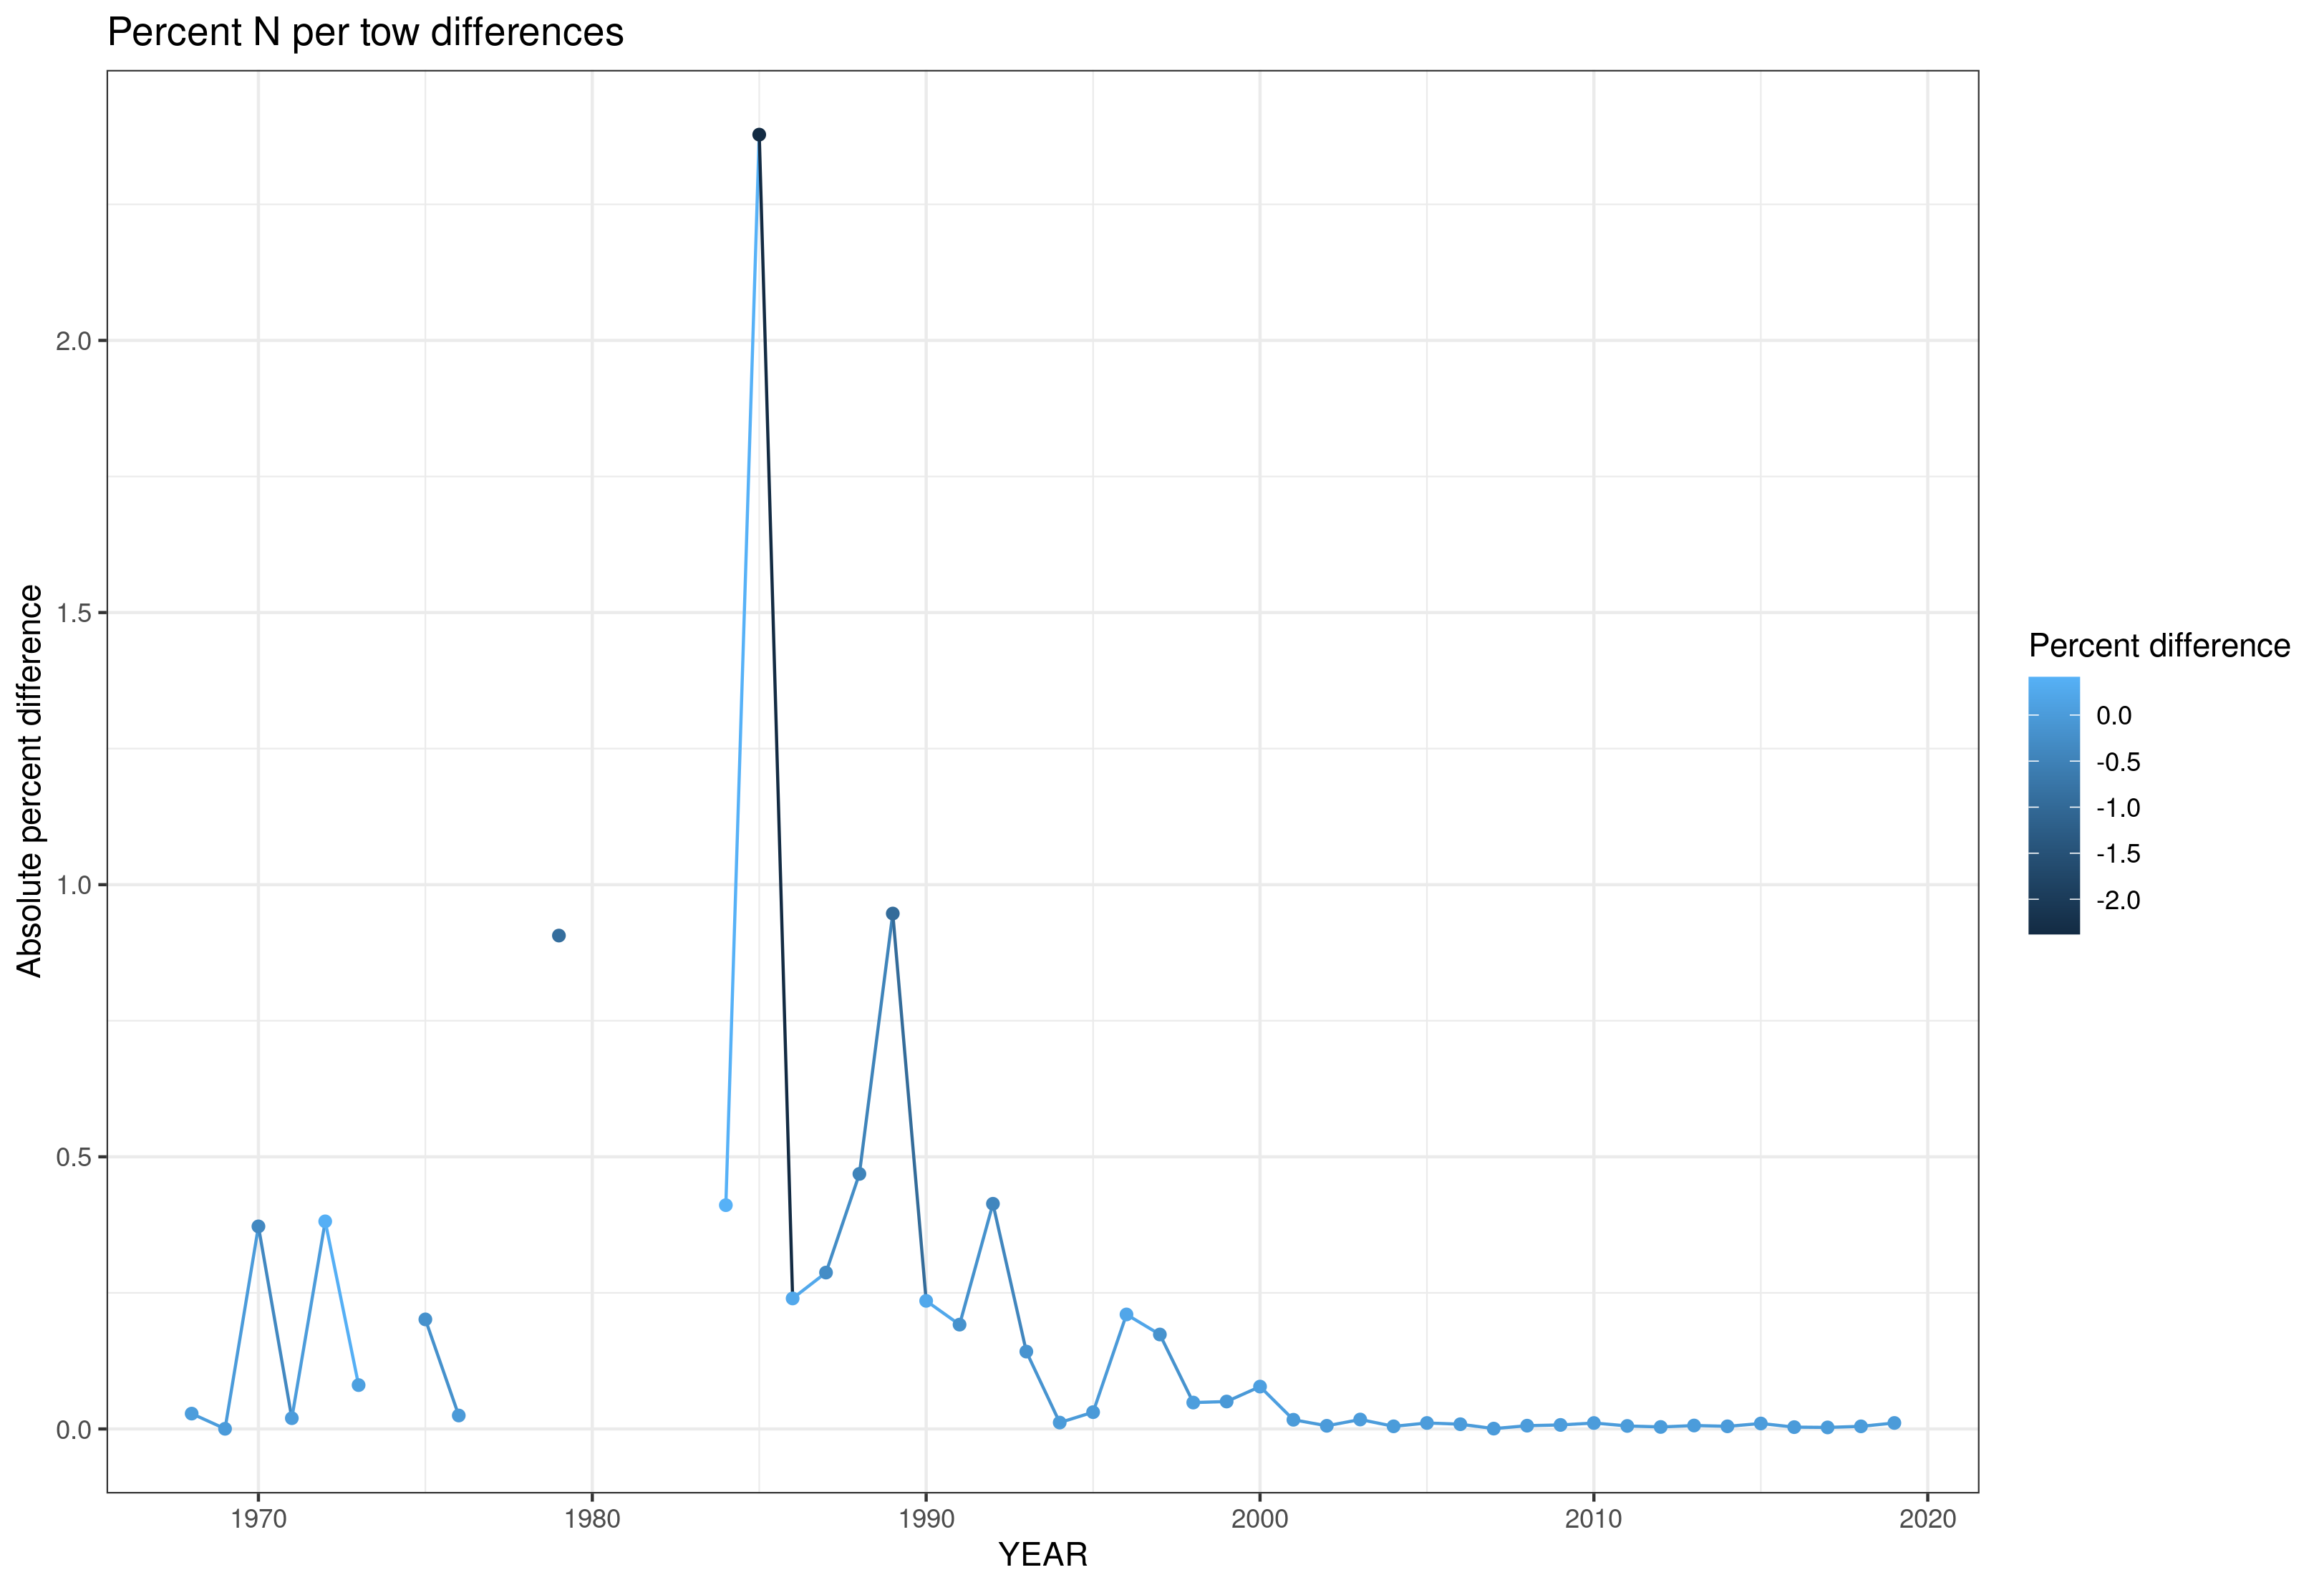 Percent N per tow differences
Absolute percent difference
2.0
1.5
1.0
0.5
0.0
1970 1980 1990 2000 2010 2020
YEAR
Percent difference
0.0
-0.5
-1.0
-1.5
-2.0